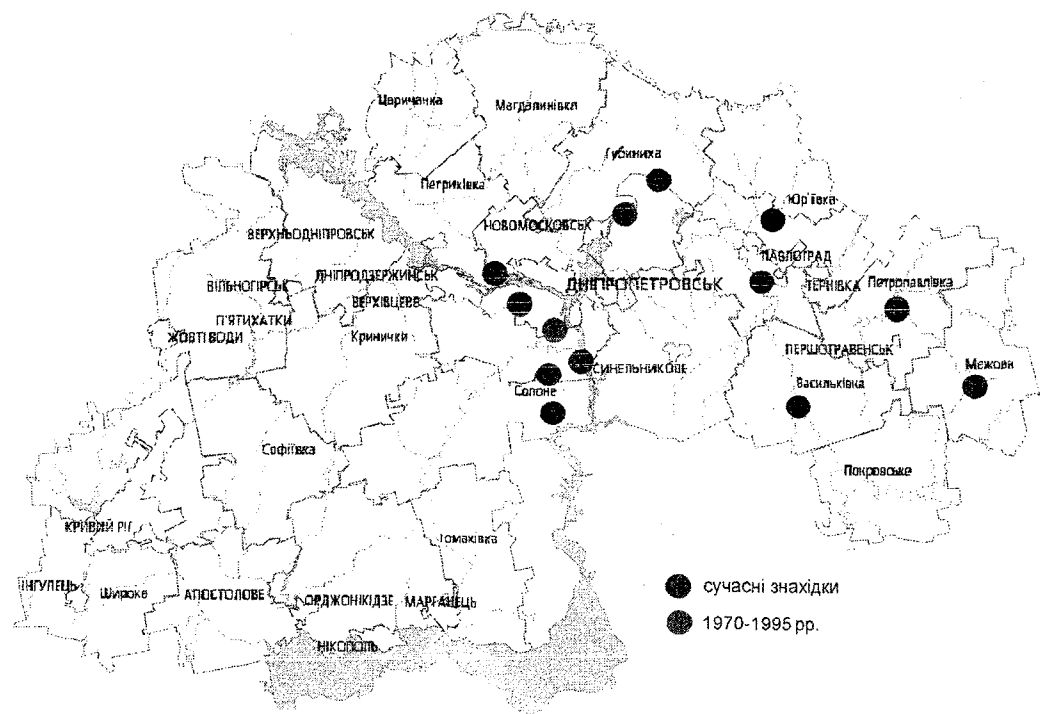 Царичанка
Магдалинівка
Губиниха
Петриківка
Юр'ївка
НОВОМОСКОВСЬК
ВЕРХНЬОДНІПРОВСЬК
ПАВЛОГРАД
ДНІПРОДЗЕРЖИНСЬК
ДНІПРОПЕТРОВСЬК
ТЕРНІВКА
Петропавлівка
ВІЛЬНОГІРСЬК
ВЕРХІВЦЕВЕ
П'ЯТИХАТКИ
ЖОВТІ ВОДИ
Кринички
ПЕРШОТРАВЕНСЬК
СИНЕЛЬНИКОВЕ
Межова
Солоне
Васильківка
Софіївка
Покровське
КРИВИЙ РІГ
Томаківка
ІНГУЛЕЦЬ
Широке
АПОСТОЛОВЕ
ОРДЖОНІКІДЗЕ
МАРГАНЕЦЬ
НІКОПОЛЬ
сучасні знахідки
1970-1995 рр.